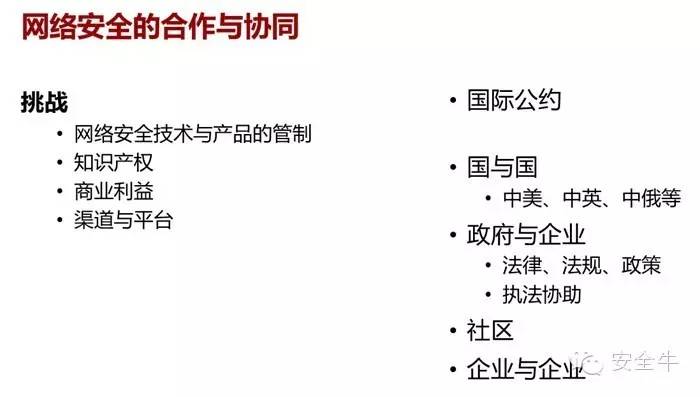 网络安全的合作与协同
挑战
• 网络安全技术与产品的管制
• 知识产权
• 商业利益
• 渠道与平台
• 国际公约
• 国与国
• 中美、中英、中俄等
• 政府与企业
• 法律、法规、政策
• 执法协助
• 社区
• 企业与企业
安全牛